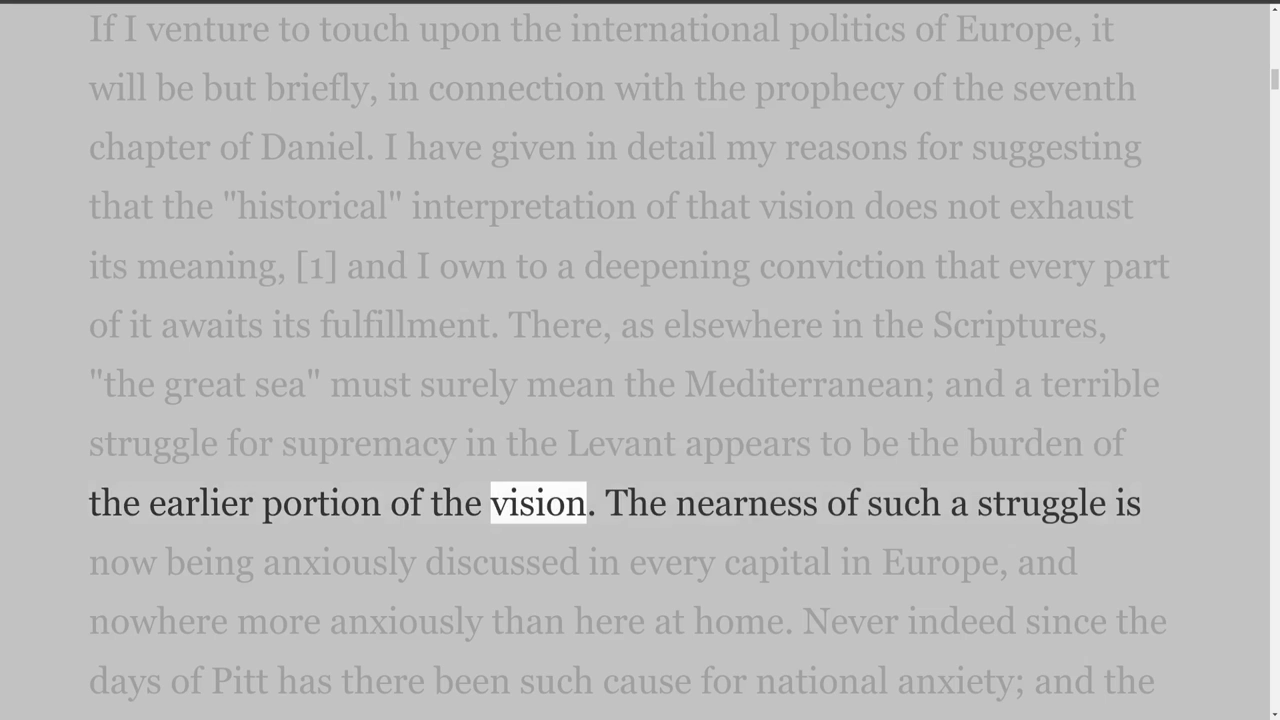 If I venture to touch upon the international politics of Europe, it
will be but briefly, in connection with the prophecy of the seventh
chapter of Daniel. I have given in detail my reasons for suggesting
that the "historical" interpretation of that vision does not exhaust
its meaning, [1] and I own to a deepening conviction that every part
of it awaits its fulfillment. There, as elsewhere in the Scriptures,
"the great sea" must surely mean the Mediterranean; and a terrible
struggle for supremacy in the Levant appears to be the burden of
the earlier portion of the vision. The nearness of such a struggle is
now being anxiously discussed in every capital in Europe, and
nowhere more anxiously than here at home. Never indeed since the
days of Pitt has there been such cause for national anxiety; and the